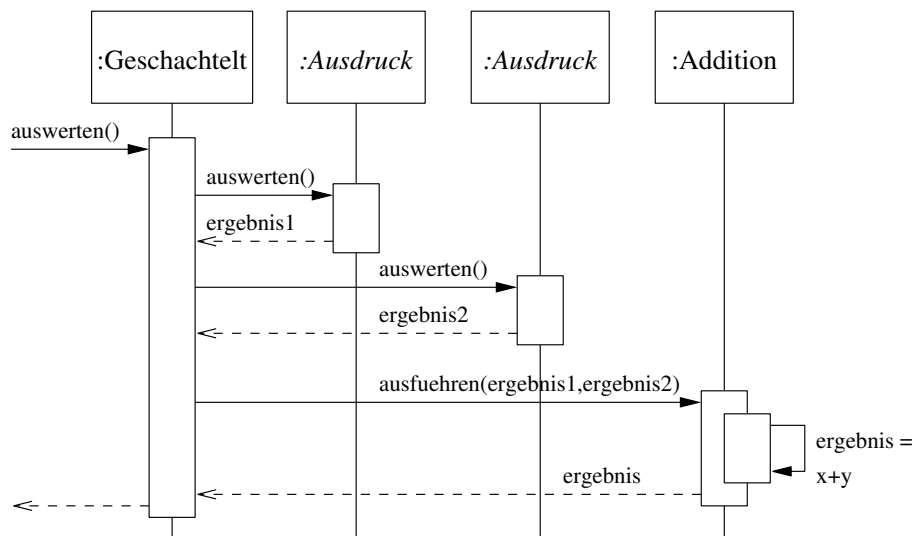 :Geschachtelt
:Ausdruck
:Ausdruck
:Addition
auswerten()
auswerten()
ergebnis1
auswerten()
ergebnis2
ausfuehren(ergebnis1,ergebnis2)
ergebnis =
x+y
ergebnis